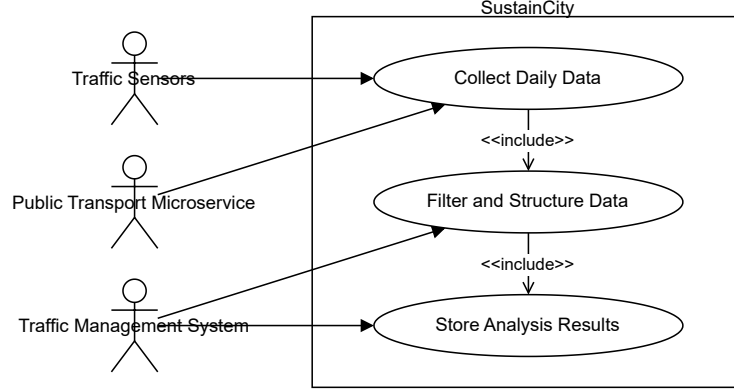 SustainCity
Traffic Sensors
Collect Daily Data
<<include>>
Public Transport Microservice
Filter and Structure Data
<<include>>
Traffic Management System
Store Analysis Results